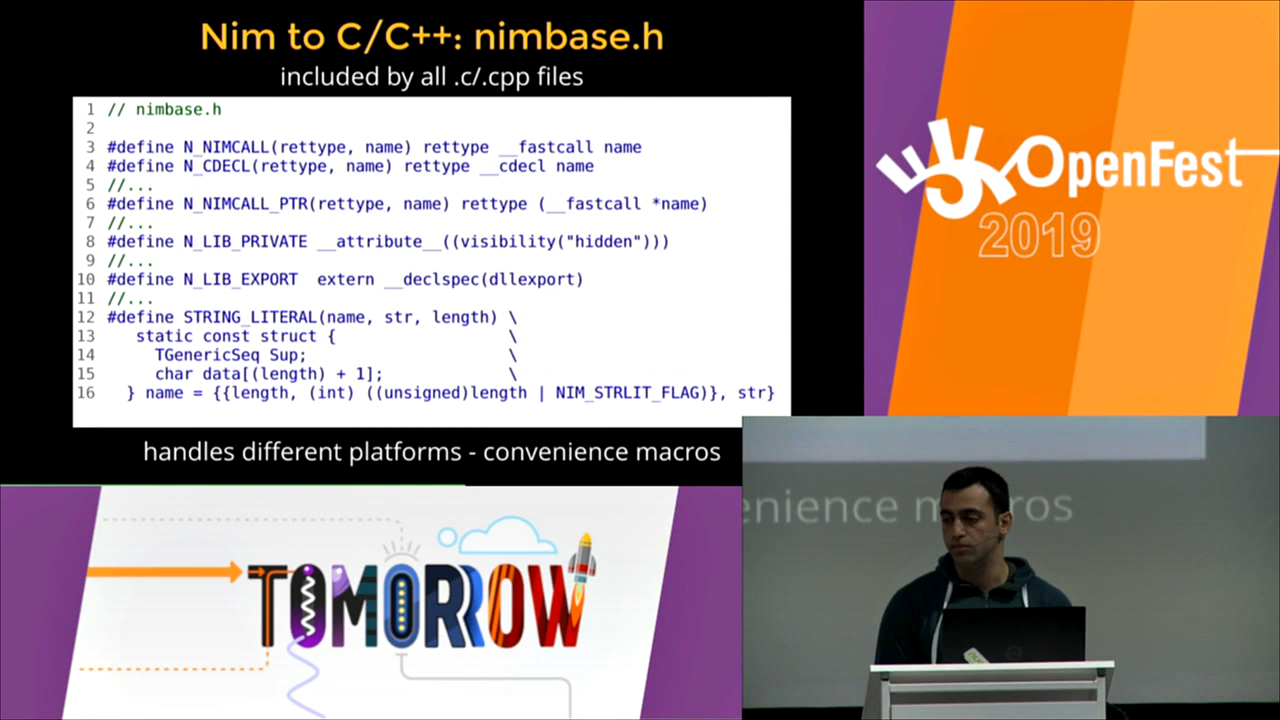 Nim to C/C++: nimbase.h
included by all .c/.cpp files
1 // nimbase.h
2
3 #define N_NIMCALL(rettype, name) rettype __fastcall name
4 #define N_CDECL(rettype, name) rettype __cdecl name
5 //...
6 #define N_NIMCALL_PTR(rettype, name) rettype (__fastcall *name)
7 //...
8 #define N_LIB_PRIVATE __attribute__((visibility("hidden")))
9 //...
10 #define N_LIB_EXPORT  extern __declspec(dllexport)
11 //...
12 #define STRING_LITERAL(name, str, length) \
13    static const struct {                   \
14      TGenericSeq Sup;                      \
15      char data[(length) + 1];              \
16   } name = {{length, (int) ((unsigned)length | NIM_STRLIT_FLAG)}, str}
handles different platforms - convenience macros
OpenFest
2019
TOMORROW
enience m ros